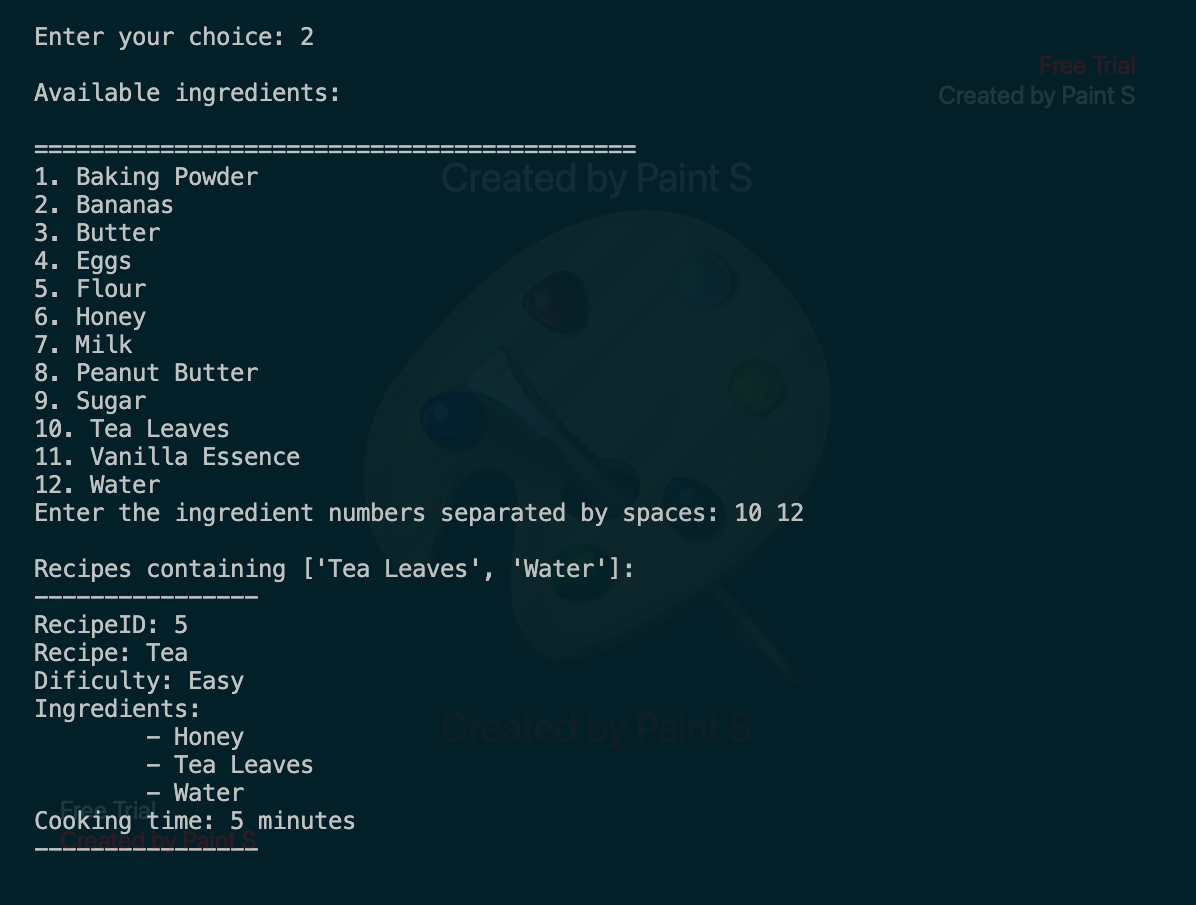 Enter your choice: 2
Free Trial
Created by Paint S
Available ingredients:
===========================================
1. Baking Powder
Created by Paint S
2. Bananas
3. Butter
4. Eggs
5. Flour
6. Honey
7. Milk
8. Peanut Butter
9. Sugar
10. Tea Leaves
11. Vanilla Essence
12. Water
Enter the ingredient numbers separated by spaces: 10 12
Recipes containing ['Tea Leaves', 'Water']:
----------------
RecipeID: 5
Recipe: Tea
Dificulty: Easy
Ingredients:
Created by Paint S
- Honey
- Tea Leaves
- Water
Free Trial
Cooking time: 5 minutes
Created by Paint S
----------------